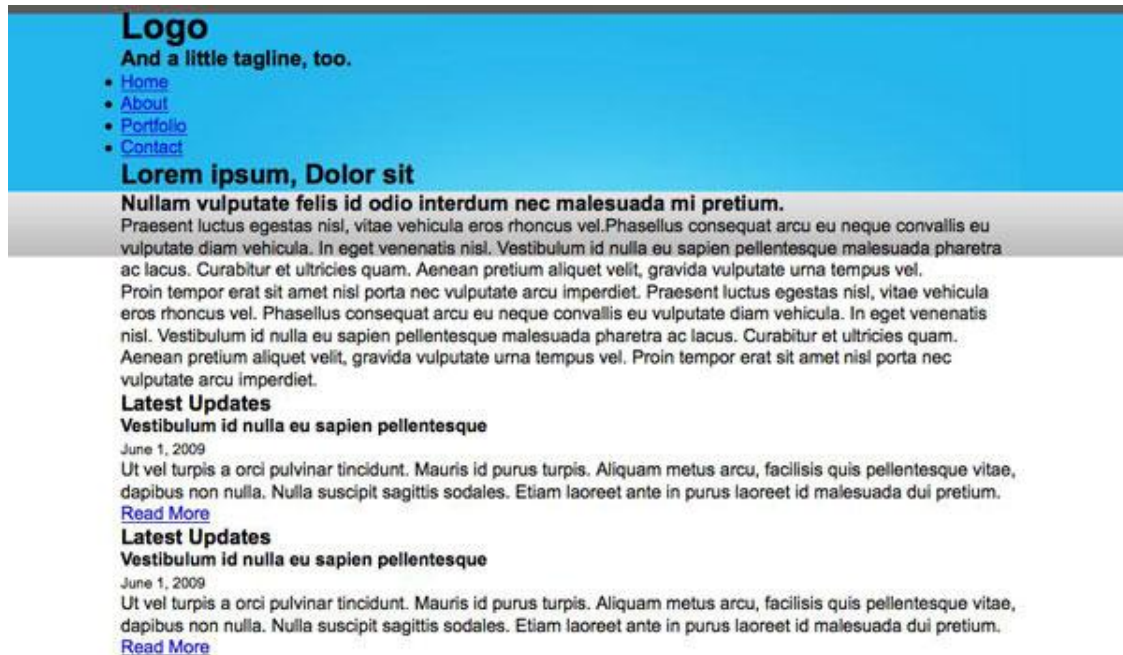 Logo
And a little tagline, too.
Home
About
Portfolio
Contact
Lorem ipsum, Dolor sit
Nullam vulputate felis id odio interdum nec malesuada mi pretium.
Praesent luctus egestas nisl, vitae vehicula eros rhoncus vel.Phasellus consequat arcu eu neque convallis eu
vulputate diam vehicula. In eget venenatis nisl. Vestibulum id nulla eu sapien pellentesque malesuada pharetra
ac lacus. Curabitur et ultricies quam. Aenean pretium aliquet velit, gravida vulputate urna tempus vel.
Proin tempor erat sit amet nisl porta nec vulputate arcu imperdiet. Praesent luctus egestas nisl, vitae vehicula
eros rhoncus vel. Phasellus consequat arcu eu neque convallis eu vulputate diam vehicula. In eget venenatis
nisl. Vestibulum id nulla eu sapien pellentesque malesuada pharetra ac lacus. Curabitur et ultricies quam.
Aenean pretium aliquet velit, gravida vulputate urna tempus vel. Proin tempor erat sit amet nisl porta nec
vulputate arcu imperdiet.
Latest Updates
Vestibulum id nulla eu sapien pellentesque
June 1, 2009
Ut vel turpis a orci pulvinar tincidunt. Mauris id purus turpis. Aliquam metus arcu, facilisis quis pellentesque vitae,
dapibus non nulla. Nulla suscipit sagittis sodales. Etiam laoreet ante in purus laoreet id malesuada dui pretium.
Read More
Latest Updates
Vestibulum id nulla eu sapien pellentesque
June 1, 2009
Ut vel turpis a orci pulvinar tincidunt. Mauris id purus turpis. Aliquam metus arcu, facilisis quis pellentesque vitae,
dapibus non nulla. Nulla suscipit sagittis sodales. Etiam laoreet ante in purus laoreet id malesuada dui pretium.
Read More